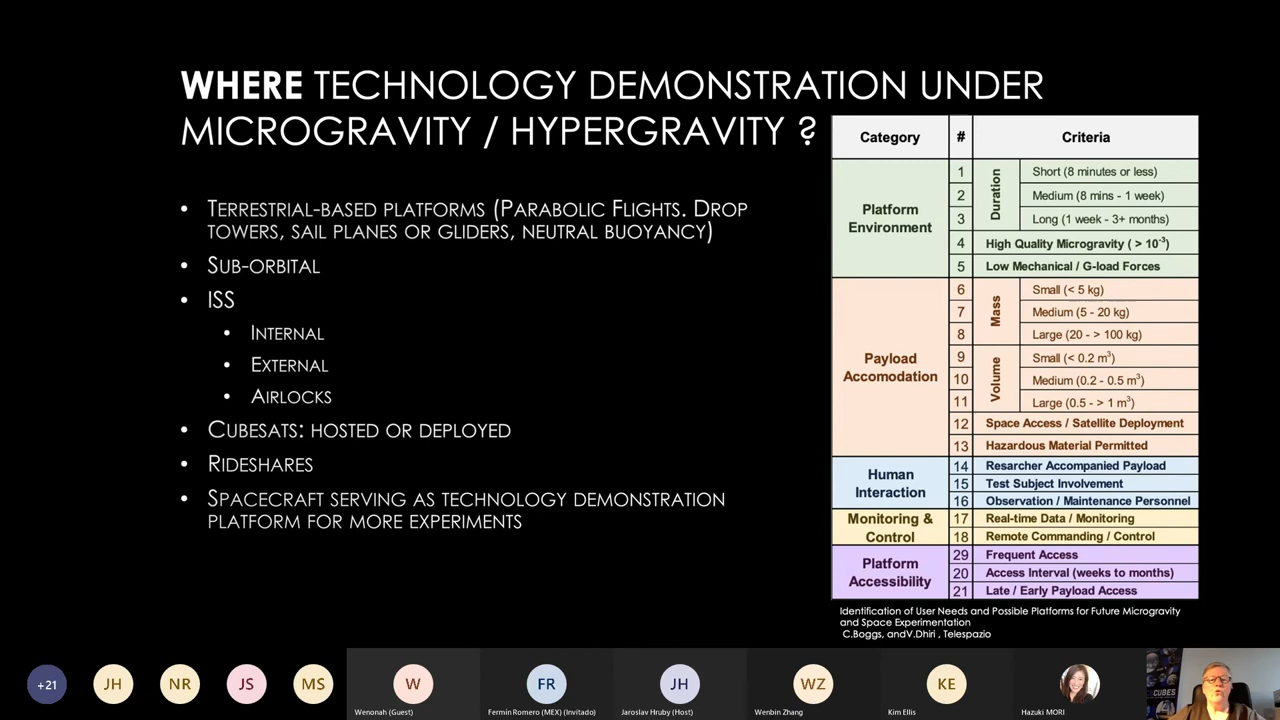 WHERE TECHNOLOGY DEMONSTRATION UNDER
MICROGRAVITY / HYPERGRAVITY ?
• TERRESTRIAL-BASED PLATFORMS (PARABOLIC FLIGHTS. DROP
TOWERS, SAIL PLANES OR GLIDERS, NEUTRAL BUOYANCY)
• SUB-ORBITAL
• ISS
• INTERNAL
• EXTERNAL
• AIRLOCKS
• CUBESATS: HOSTED OR DEPLOYED
• RIDESHARES
• SPACECRAFT SERVING AS TECHNOLOGY DEMONSTRATION
PLATFORM FOR MORE EXPERIMENTS
Category # Criteria
Platform
Environment
Duration
1 Short (8 minutes or less)
2 Medium (8 mins - 1 week)
3 Long (1 week - 3+ months)
4 High Quality Microgravity ( > 10⁻³)
5 Low Mechanical / G-load Forces
Payload
Accomodation
Mass
6 Small (< 5 kg)
7 Medium (5 - 20 kg)
8 Large (20 - > 100 kg)
Volume
9 Small (< 0.2 m³)
10 Medium (0.2 - 0.5 m³)
11 Large (0.5 - > 1 m³)
12 Space Access / Satellite Deployment
13 Hazardous Material Permitted
Human
Interaction
14 Resarcher Accompanied Payload
15 Test Subject Involvement
16 Observation / Maintenance Personnel
Monitoring &
Control
17 Real-time Data / Monitoring
18 Remote Commanding / Control
Platform
Accessibility
29 Frequent Access
20 Access Interval (weeks to months)
21 Late / Early Payload Access
Identification of User Needs and Possible Platforms for Future Microgravity
and Space Experimentation
C.Boggs, andV.Dhiri , Telespazio
+21 JH NR JS MS W FR JH WZ KE
Wenonah (Guest) Fermin Romero (MEX) (Invitado) Jaroslav Hruby (Host) Wenbin Zhang Kim Ellis Hazuki MORI
CUBES